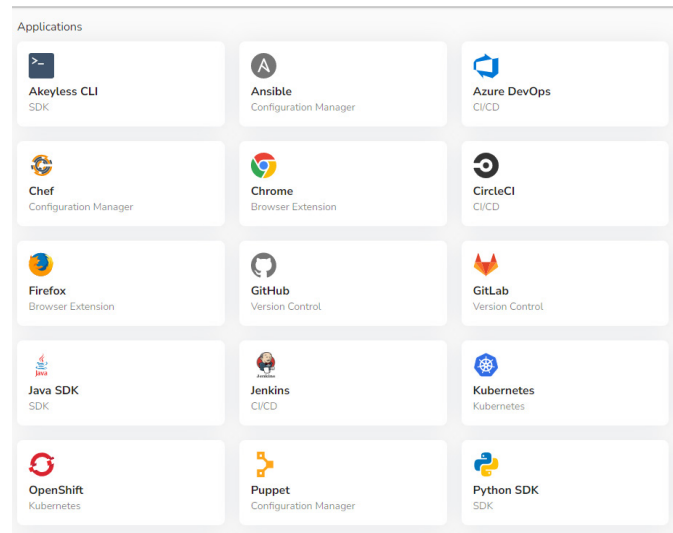 Applications
>_
Akeyless CLI
SDK
A
Ansible
Configuration Manager
Azure DevOps
CI/CD
Chef
Configuration Manager
Chrome
Browser Extension
CircleCI
CI/CD
Firefox
Browser Extension
GitHub
Version Control
GitLab
Version Control
Java
Java SDK
SDK
Jenkins
Jenkins
CI/CD
Kubernetes
Kubernetes
OpenShift
Kubernetes
Puppet
Configuration Manager
Python SDK
SDK